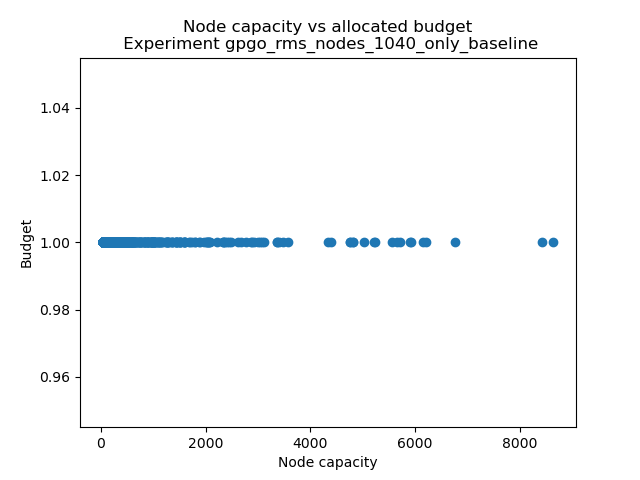 Node capacity vs allocated budget
Experiment gpgo_rms_nodes_1040_only_baseline
Budget
1.04
1.02
1.00
0.98
0.96
0
2000
4000
6000
8000
Node capacity